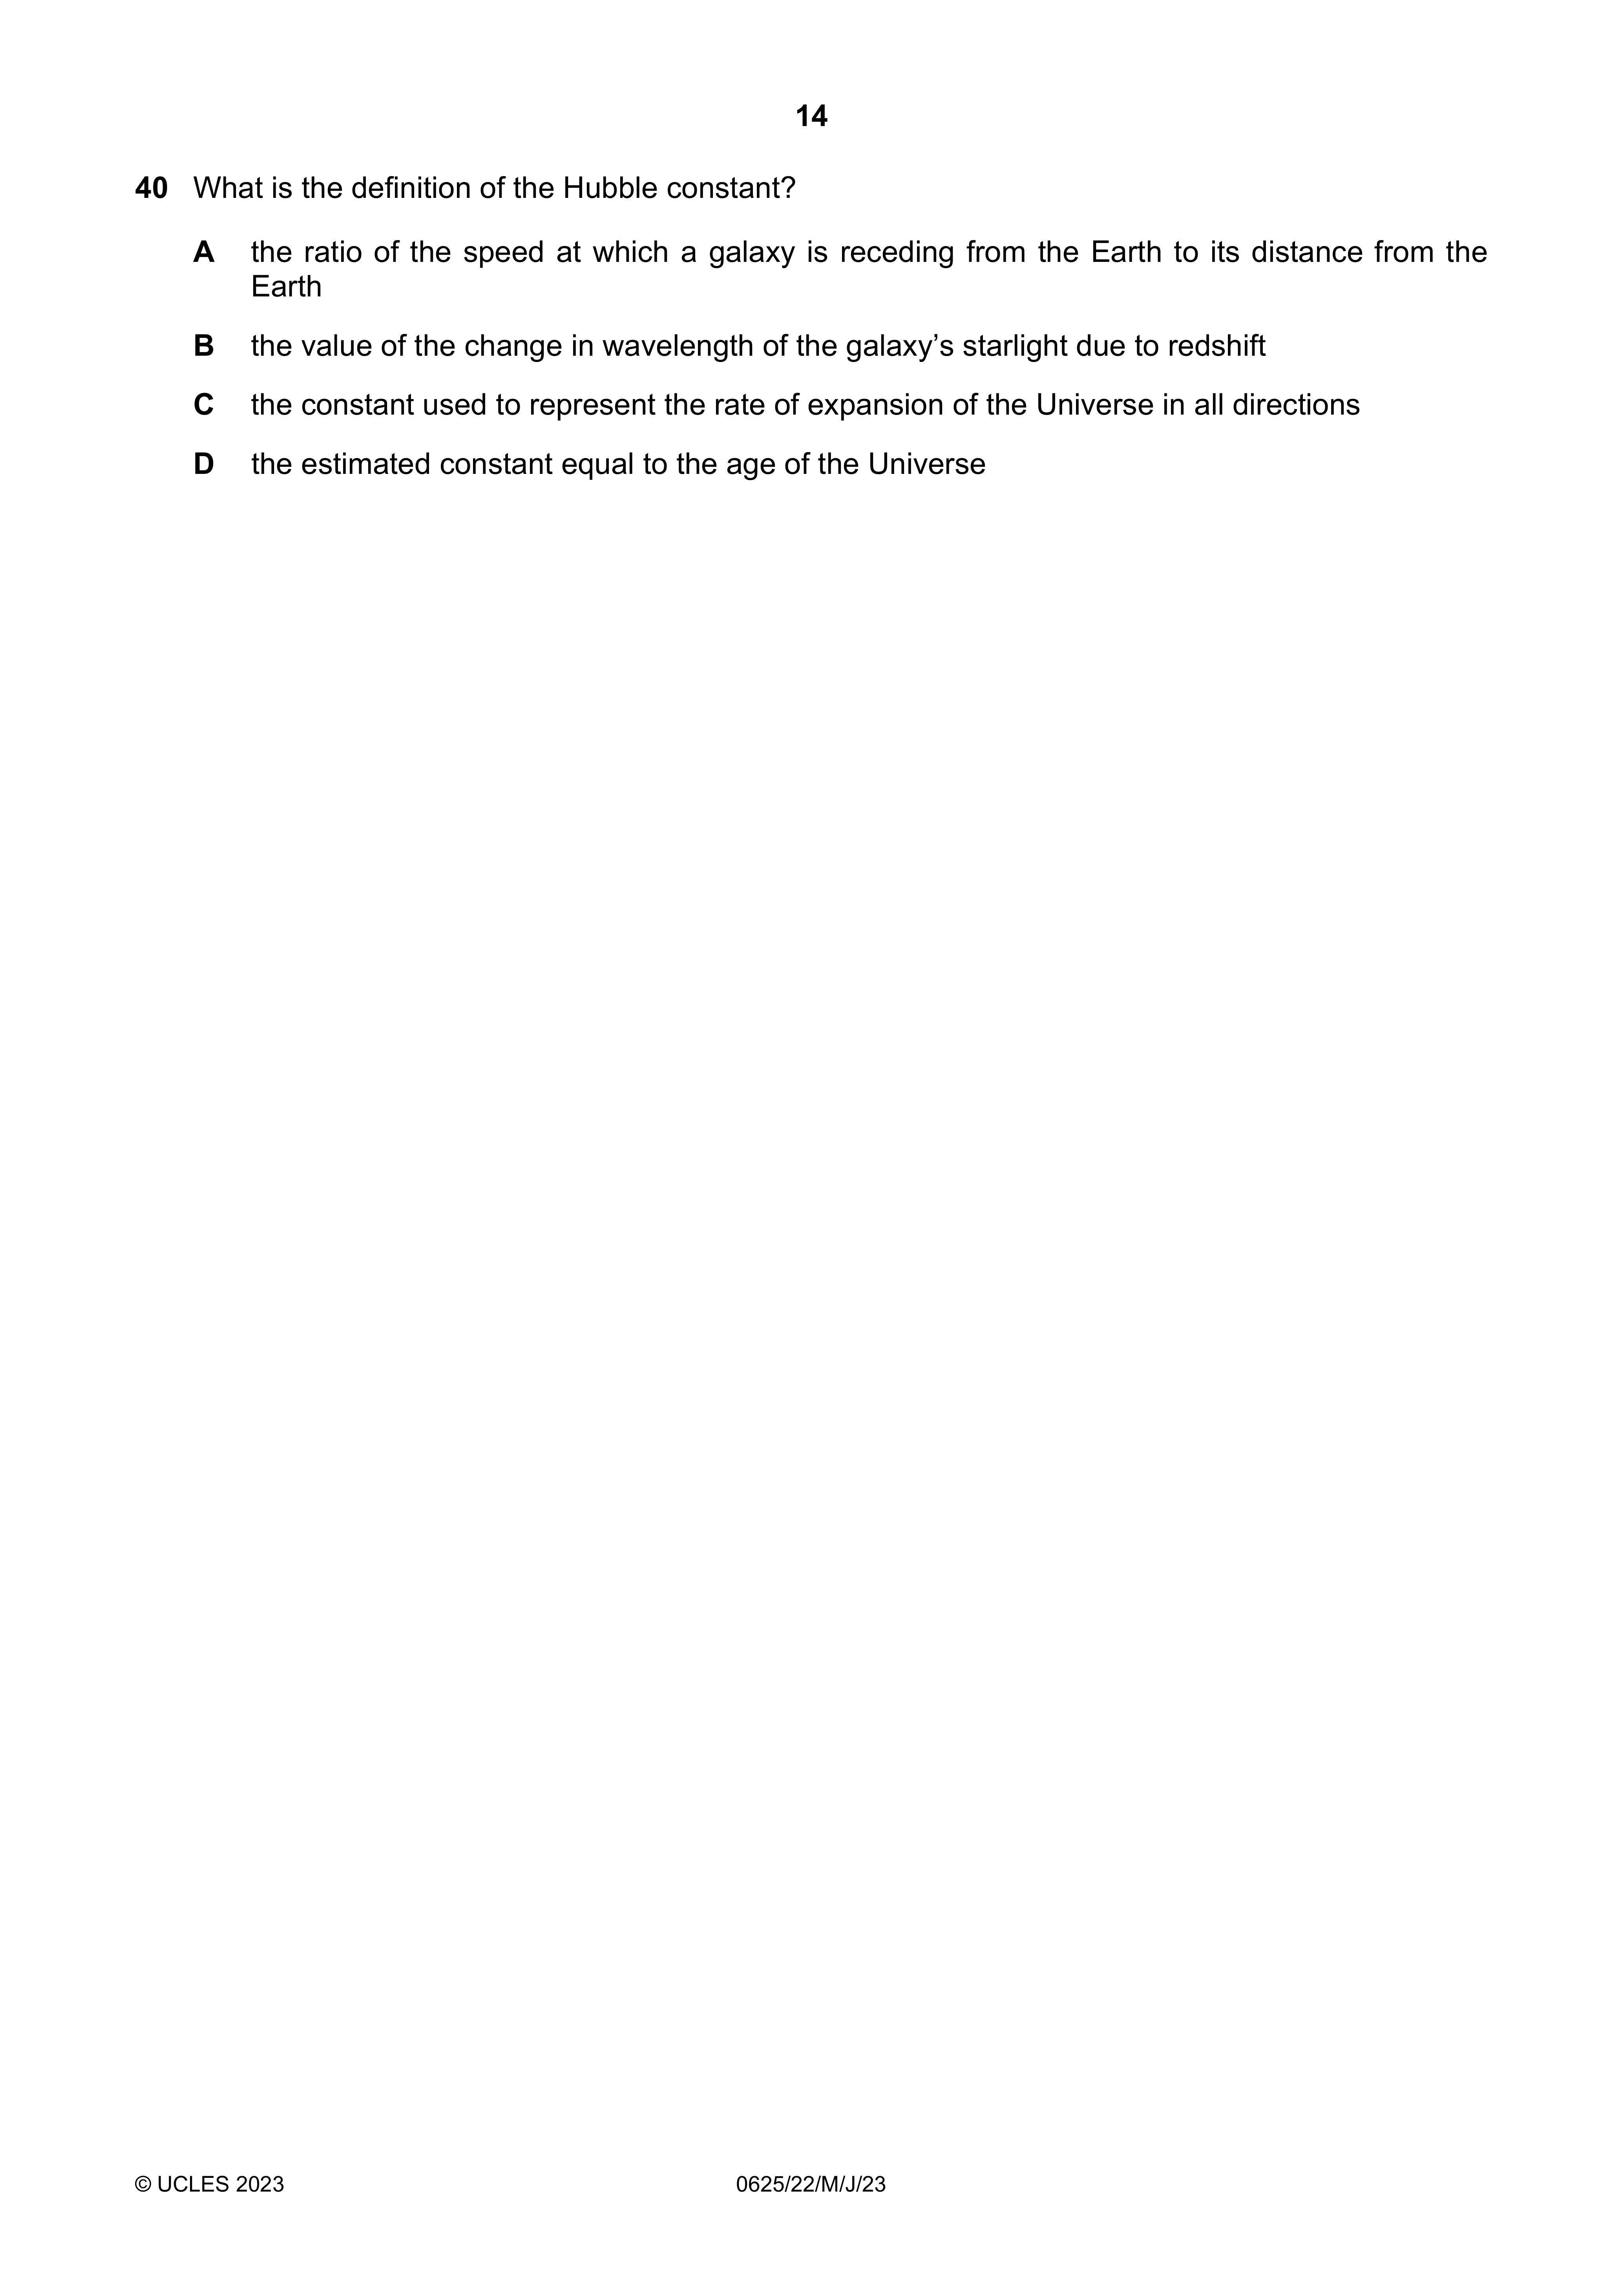 14
40 What is the definition of the Hubble constant?
A the ratio of the speed at which a galaxy is receding from the Earth to its distance from the
Earth
B the value of the change in wavelength of the galaxy’s starlight due to redshift
C the constant used to represent the rate of expansion of the Universe in all directions
D the estimated constant equal to the age of the Universe
© UCLES 2023 0625/22/M/J/23